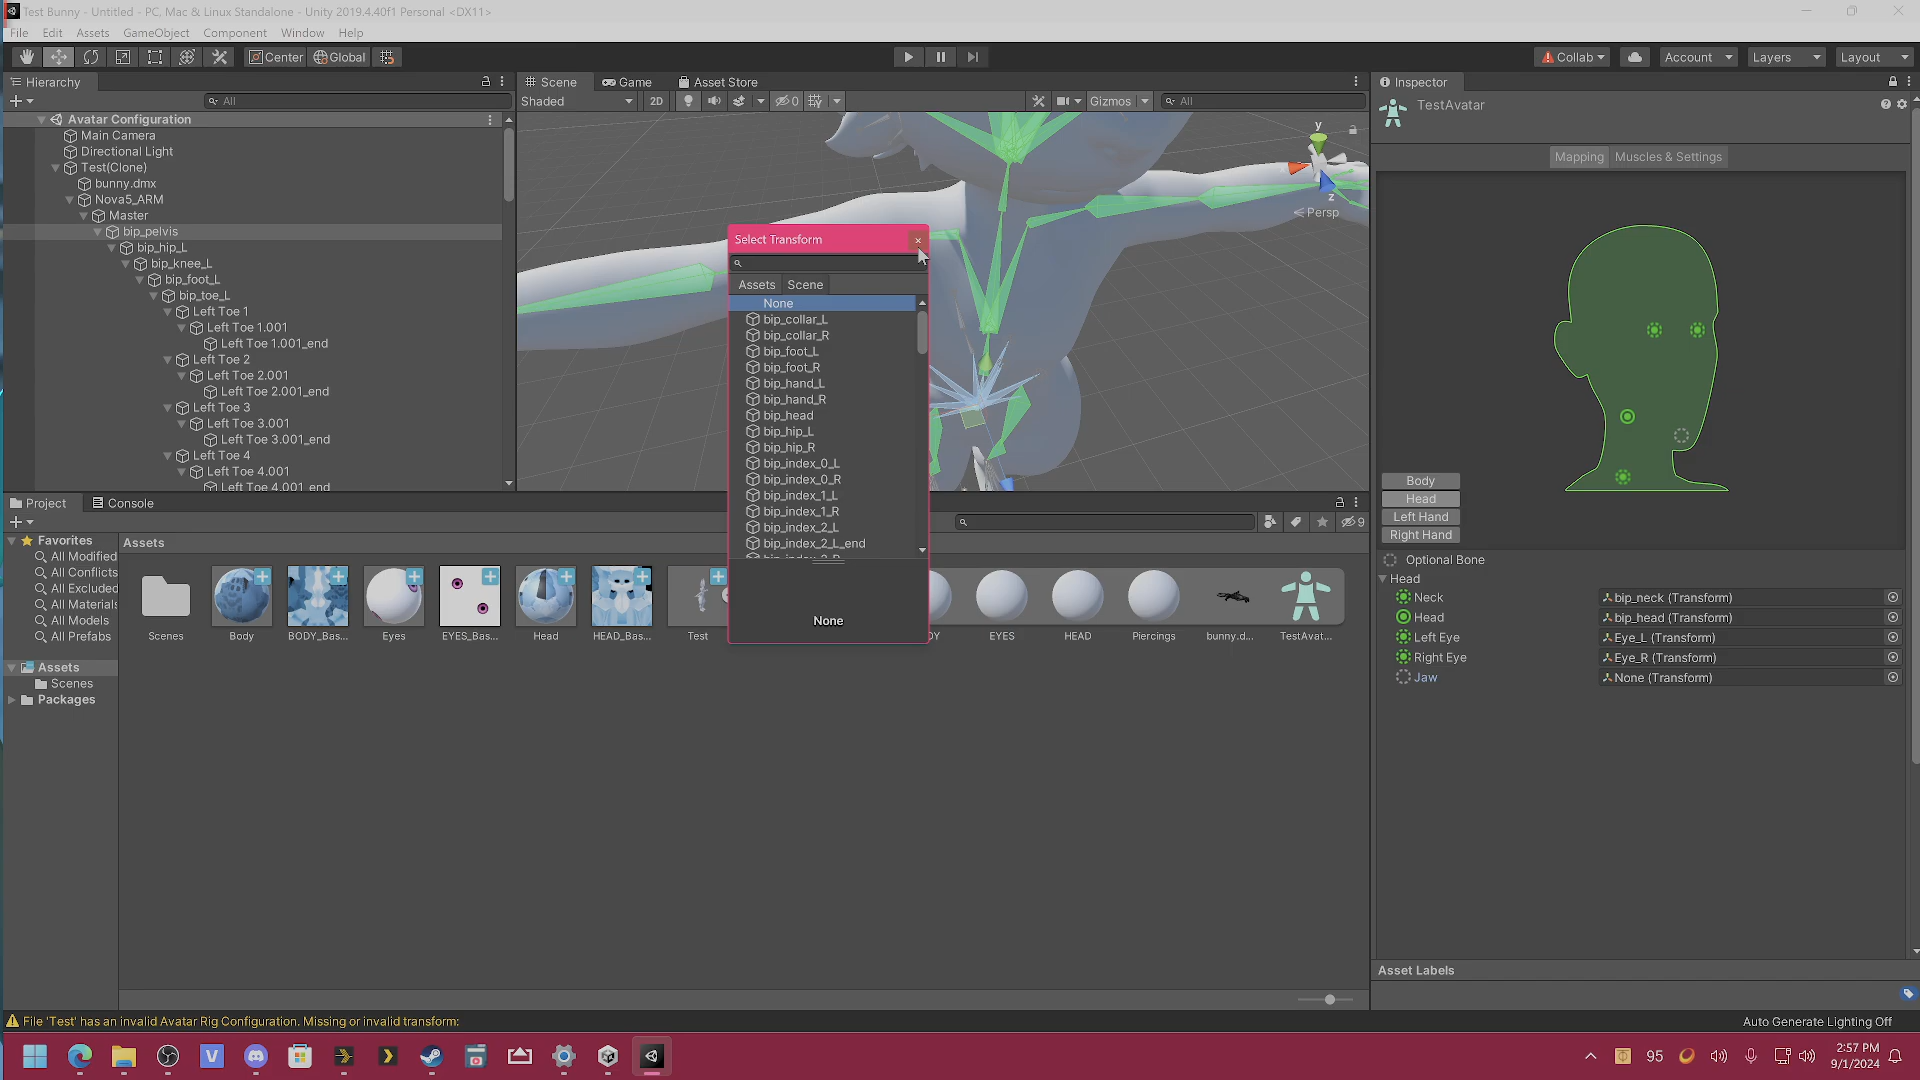 Test Bunny - Untitled - PC, Mac & Linux Standalone - Unity 2019.4.40f1 Personal <DX11>
File Edit Assets GameObject Component Window Help
Center Global Collab Account Layers Layout
Hierarchy
All
Avatar Configuration
Main Camera
Directional Light
Test(Clone)
bunny.dmx
Nova5_ARM
Master
bip_pelvis
bip_hip_L
bip_knee_L
bip_foot_L
bip_toe_L
Left Toe 1
Left Toe 1.001
Left Toe 1.001_end
Left Toe 2
Left Toe 2.001
Left Toe 2.001_end
Left Toe 3
Left Toe 3.001
Left Toe 3.001_end
Left Toe 4
Left Toe 4.001
Left Toe 4.001 end
Scene Game Asset Store
Shaded 2D 0 Gizmos All
y
z
Persp
Select Transform
Assets Scene
None
bip_collar_L
bip_collar_R
bip_foot_L
bip_foot_R
bip_hand_L
bip_hand_R
bip_head
bip_hip_L
bip_hip_R
bip_index_0_L
bip_index_0_R
bip_index_1_L
bip_index_1_R
bip_index_2_L
bip_index_2_L_end
None
Inspector
TestAvatar
Mapping Muscles & Settings
Body
Head
Left Hand
Right Hand
Optional Bone
Head
Neck bip_neck (Transform)
Head bip_head (Transform)
Left Eye Eye_L (Transform)
Right Eye Eye_R (Transform)
Jaw None (Transform)
Asset Labels
Project Console
9
Favorites
All Modified
All Conflicts
All Excluded
All Materials
All Models
All Prefabs
Assets
Scenes
Packages
Assets
Scenes Body BODY_Bas... Eyes EYES_Bas... Head HEAD_Bas... Test DY EYES HEAD Piercings bunny.d... TestAvat...
File 'Test' has an invalid Avatar Rig Configuration. Missing or invalid transform:
Auto Generate Lighting Off
95
2:57 PM
9/1/2024